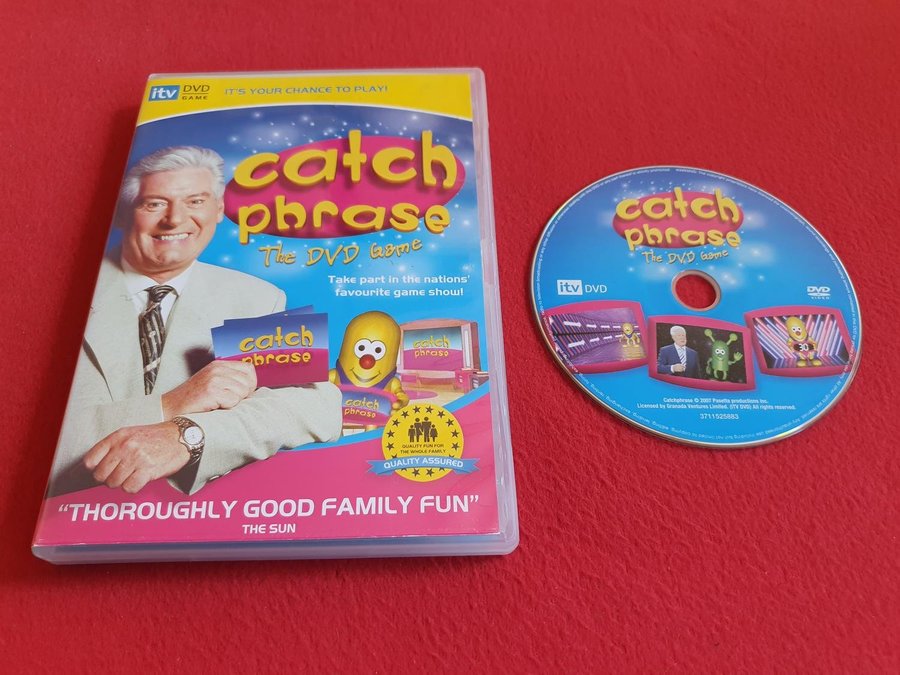 itv DVD GAME
IT'S YOUR CHANCE TO PLAY!
catch
phrase
The DVD Game
Take part in the nations'
favourite game show!
catch
phrase
catch
phrase
catch
phrase
QUALITY FUN FOR
THE WHOLE FAMILY
QUALITY ASSURED
"THOROUGHLY GOOD FAMILY FUN"
THE SUN
catch
phrase
The DVD Game
itv DVD
DVD
VIDEO
30
Catchphrase © 2007 Pasetta productions inc.
Licensed by Granada Ventures Limited. (ITV DVD) All rights reserved.
3711525883